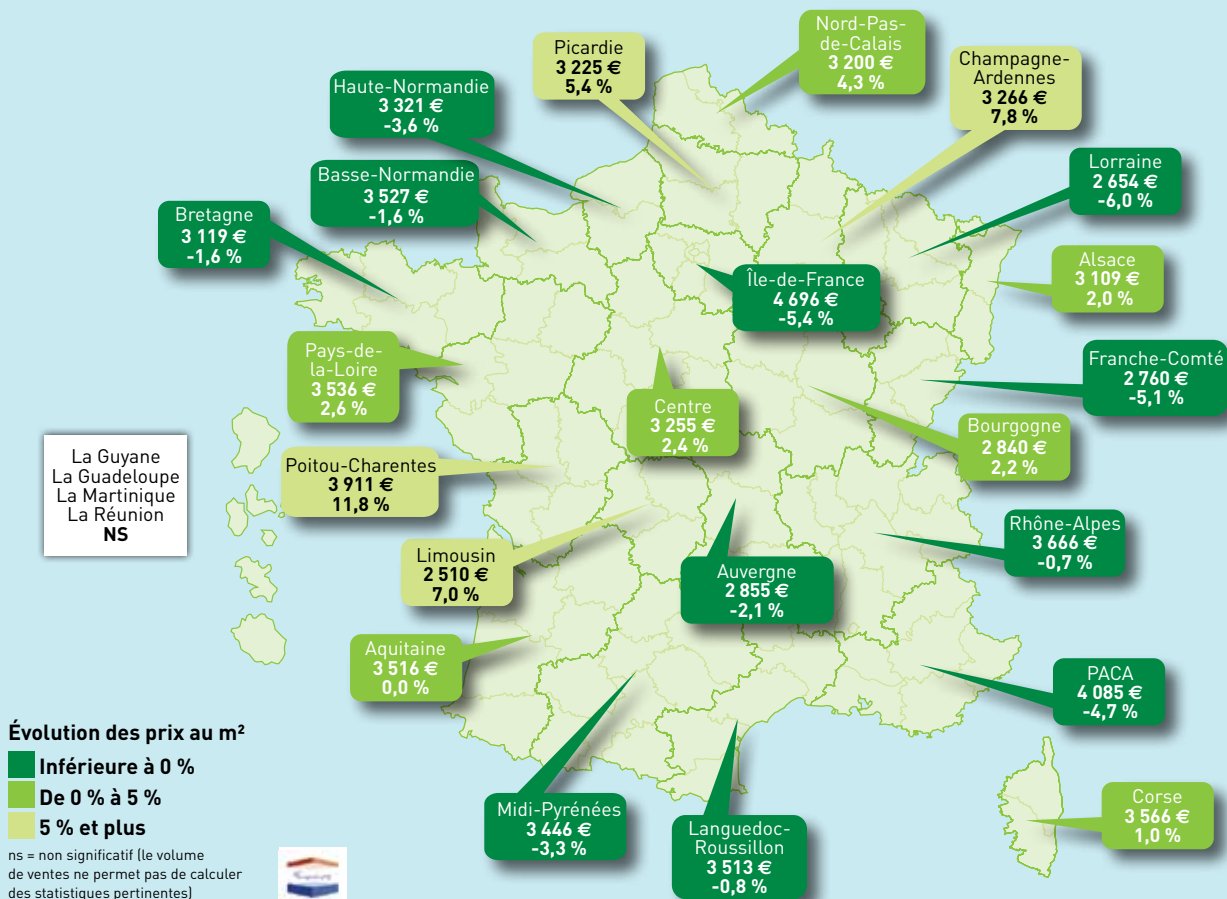 Nord-Pas-
de-Calais
3 200 €
4,3 %
Picardie
3 225 €
5,4 %
Champagne-
Ardennes
3 266 €
7,8 %
Haute-Normandie
3 321 €
-3,6 %
Lorraine
2 654 €
-6,0 %
Basse-Normandie
3 527 €
-1,6 %
Bretagne
3 119 €
-1,6 %
Alsace
3 109 €
2,0 %
Île-de-France
4 696 €
-5,4 %
Pays-de-
la-Loire
3 536 €
2,6 %
Franche-Comté
2 760 €
-5,1 %
Centre
3 255 €
2,4 %
Bourgogne
2 840 €
2,2 %
La Guyane
La Guadeloupe
La Martinique
La Réunion
NS
Poitou-Charentes
3 911 €
11,8 %
Rhône-Alpes
3 666 €
-0,7 %
Limousin
2 510 €
7,0 %
Auvergne
2 855 €
-2,1 %
Aquitaine
3 516 €
0,0 %
PACA
4 085 €
-4,7 %
Midi-Pyrénées
3 446 €
-3,3 %
Languedoc-
Roussillon
3 513 €
-0,8 %
Corse
3 566 €
1,0 %
Évolution des prix au m²
Inférieure à 0 %
De 0 % à 5 %
5 % et plus
ns = non significatif (le volume
de ventes ne permet pas de calculer
des statistiques pertinentes)